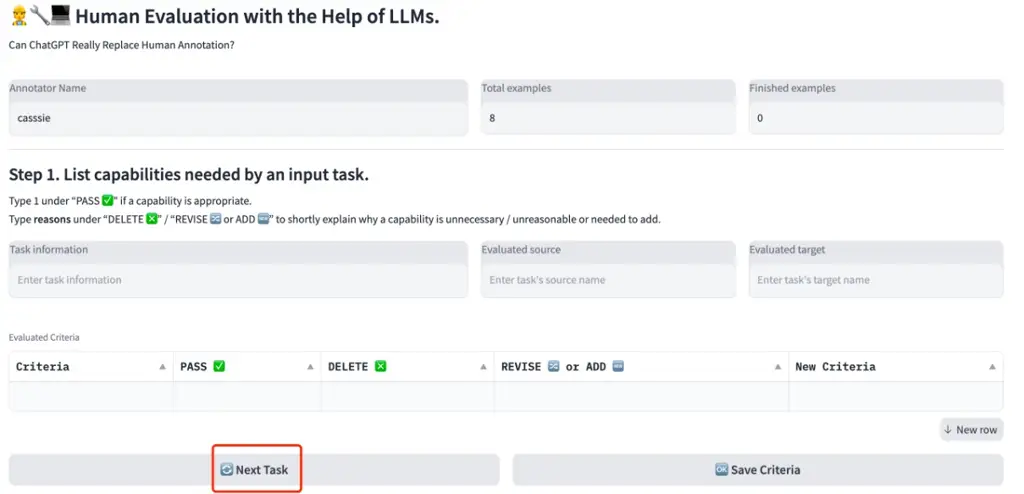 👷🔧💻 Human Evaluation with the Help of LLMs.
Can ChatGPT Really Replace Human Annotation?
Annotator Name
Total examples
Finished examples
casssie
8
0
Step 1. List capabilities needed by an input task.
Type 1 under “PASS ✅” if a capability is appropriate.
Type reasons under “DELETE ❎” / “REVISE 🔀 or ADD 🆕” to shortly explain why a capability is unnecessary / unreasonable or needed to add.
Task information
Evaluated source
Evaluated target
Enter task information
Enter task's source name
Enter task's target name
Evaluated Criteria
Criteria ▲ PASS ✅ ▲ DELETE ❎ ▲ REVISE 🔀 or ADD 🆕 ▲ New Criteria ▲
↓ New row
🔄 Next Task
🆗 Save Criteria